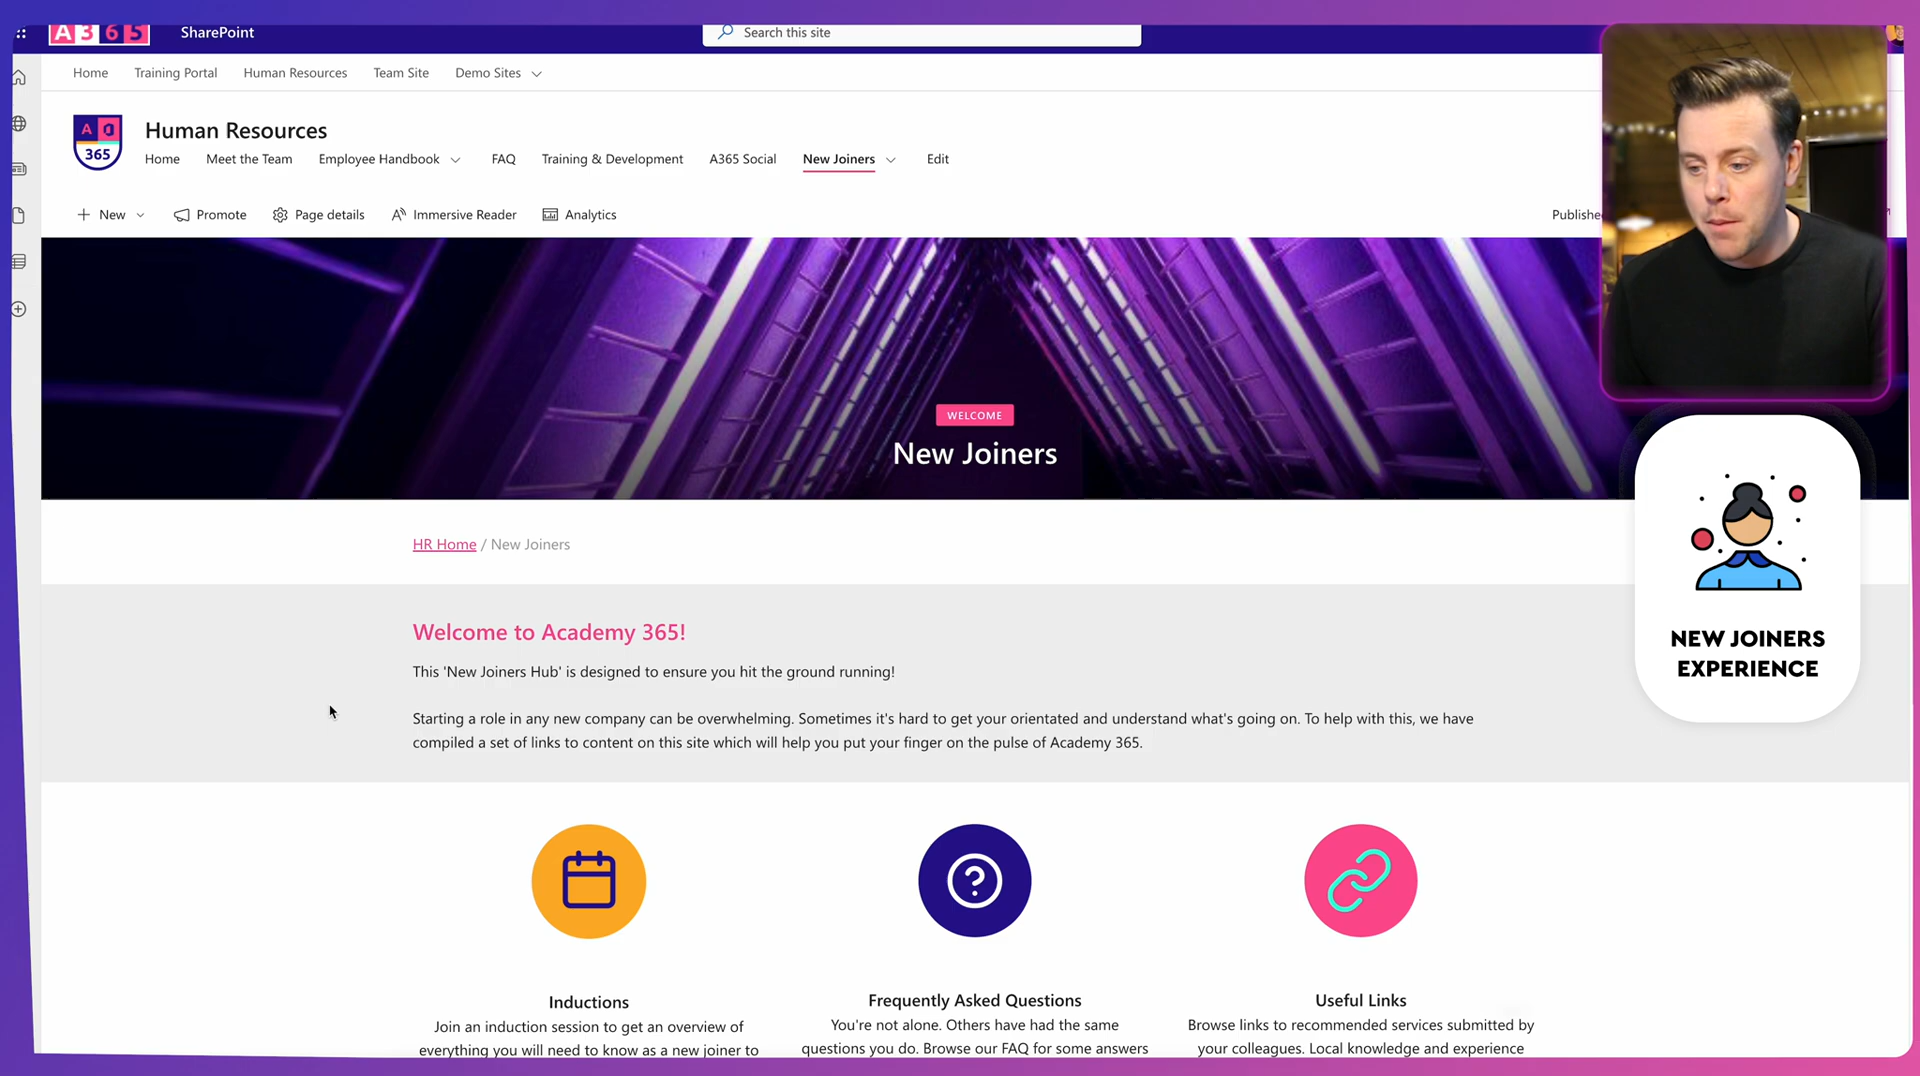 A365 SharePoint Search this site
Home Training Portal Human Resources Team Site Demo Sites
A
365
Human Resources
Home Meet the Team Employee Handbook FAQ Training & Development A365 Social New Joiners Edit
New Promote Page details Immersive Reader Analytics
WELCOME
New Joiners
HR Home / New Joiners
Welcome to Academy 365!
This 'New Joiners Hub' is designed to ensure you hit the ground running!
Starting a role in any new company can be overwhelming. Sometimes it's hard to get your orientated and understand what's going on. To help with this, we have
compiled a set of links to content on this site which will help you put your finger on the pulse of Academy 365.
NEW JOINERS
EXPERIENCE
Inductions
Join an induction session to get an overview of
everything you will need to know as a new joiner to
Frequently Asked Questions
You're not alone. Others have had the same
questions you do. Browse our FAQ for some answers
Useful Links
Browse links to recommended services submitted by
your colleagues. Local knowledge and experience